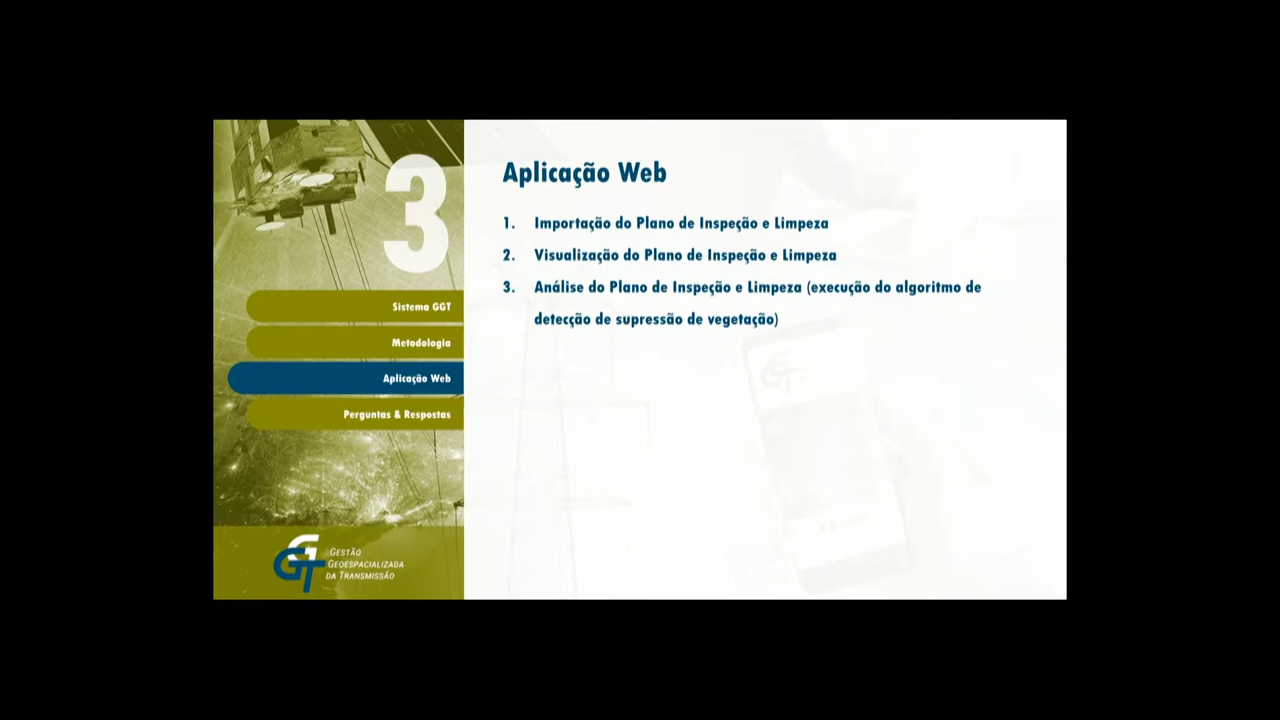 3
Sistema GGT
Metodologia
Aplicação Web
Perguntas & Respostas
GGT
GESTÃO
GEOESPACIALIZADA
DA TRANSMISSÃO
Aplicação Web
1. Importação do Plano de Inspeção e Limpeza
2. Visualização do Plano de Inspeção e Limpeza
3. Análise do Plano de Inspeção e Limpeza (execução do algoritmo de
detecção de supressão de vegetação)